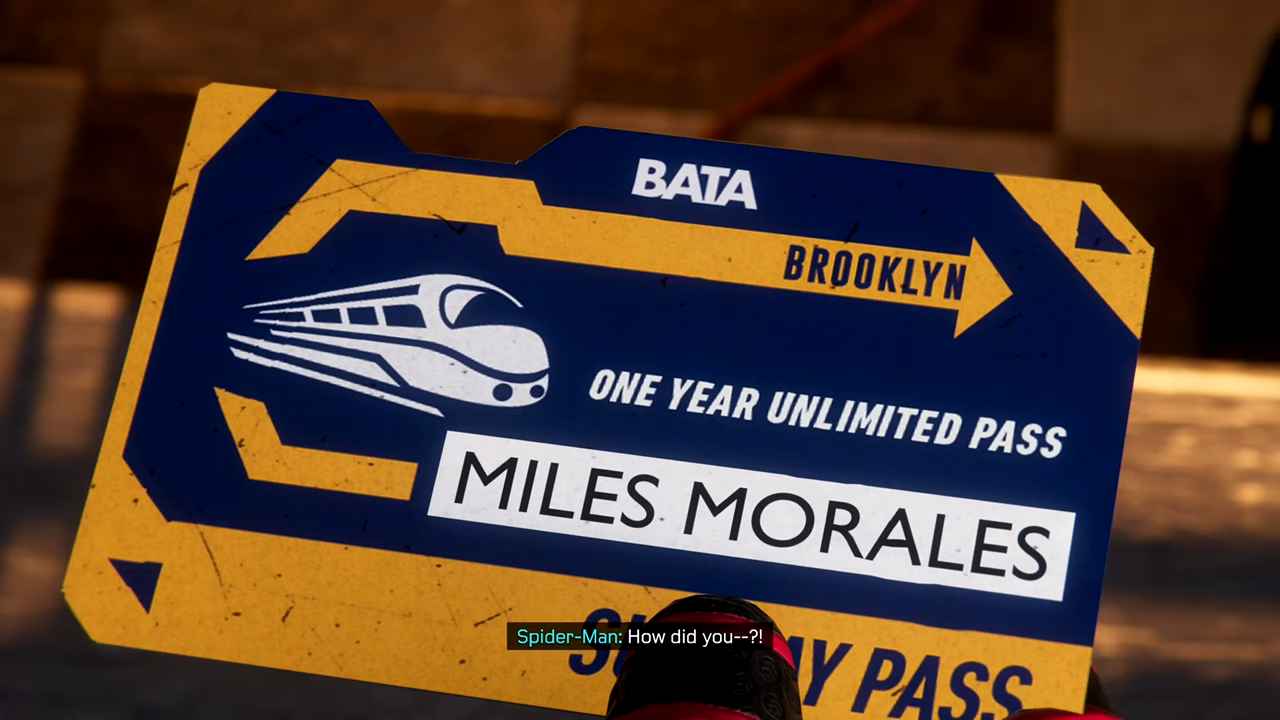 BATA
BROOKLYN
ONE YEAR UNLIMITED PASS
MILES MORALES
Spider-Man: How did you--?!
PASS